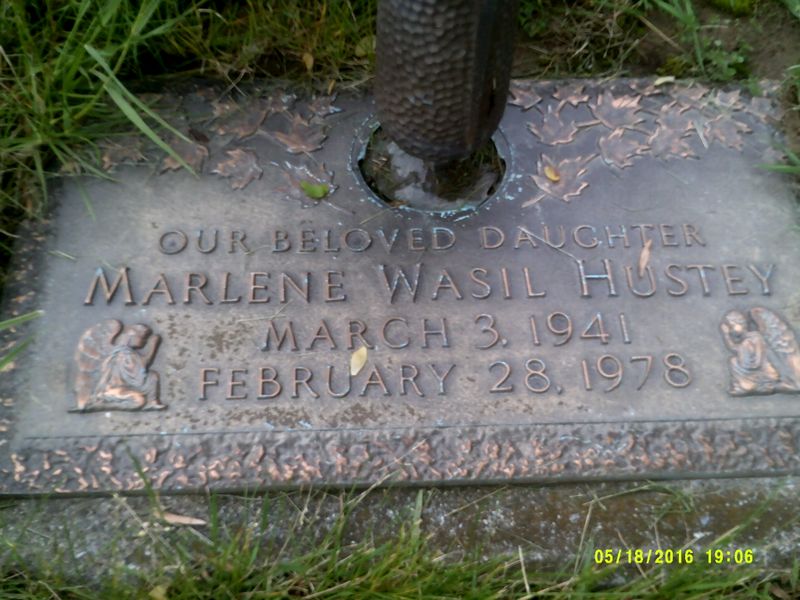 OUR BELOVED DAUGHTER
MARLENE WASIL HUSTEY
MARCH 3, 1941
FEBRUARY 28, 1978
05/18/2016 19:06